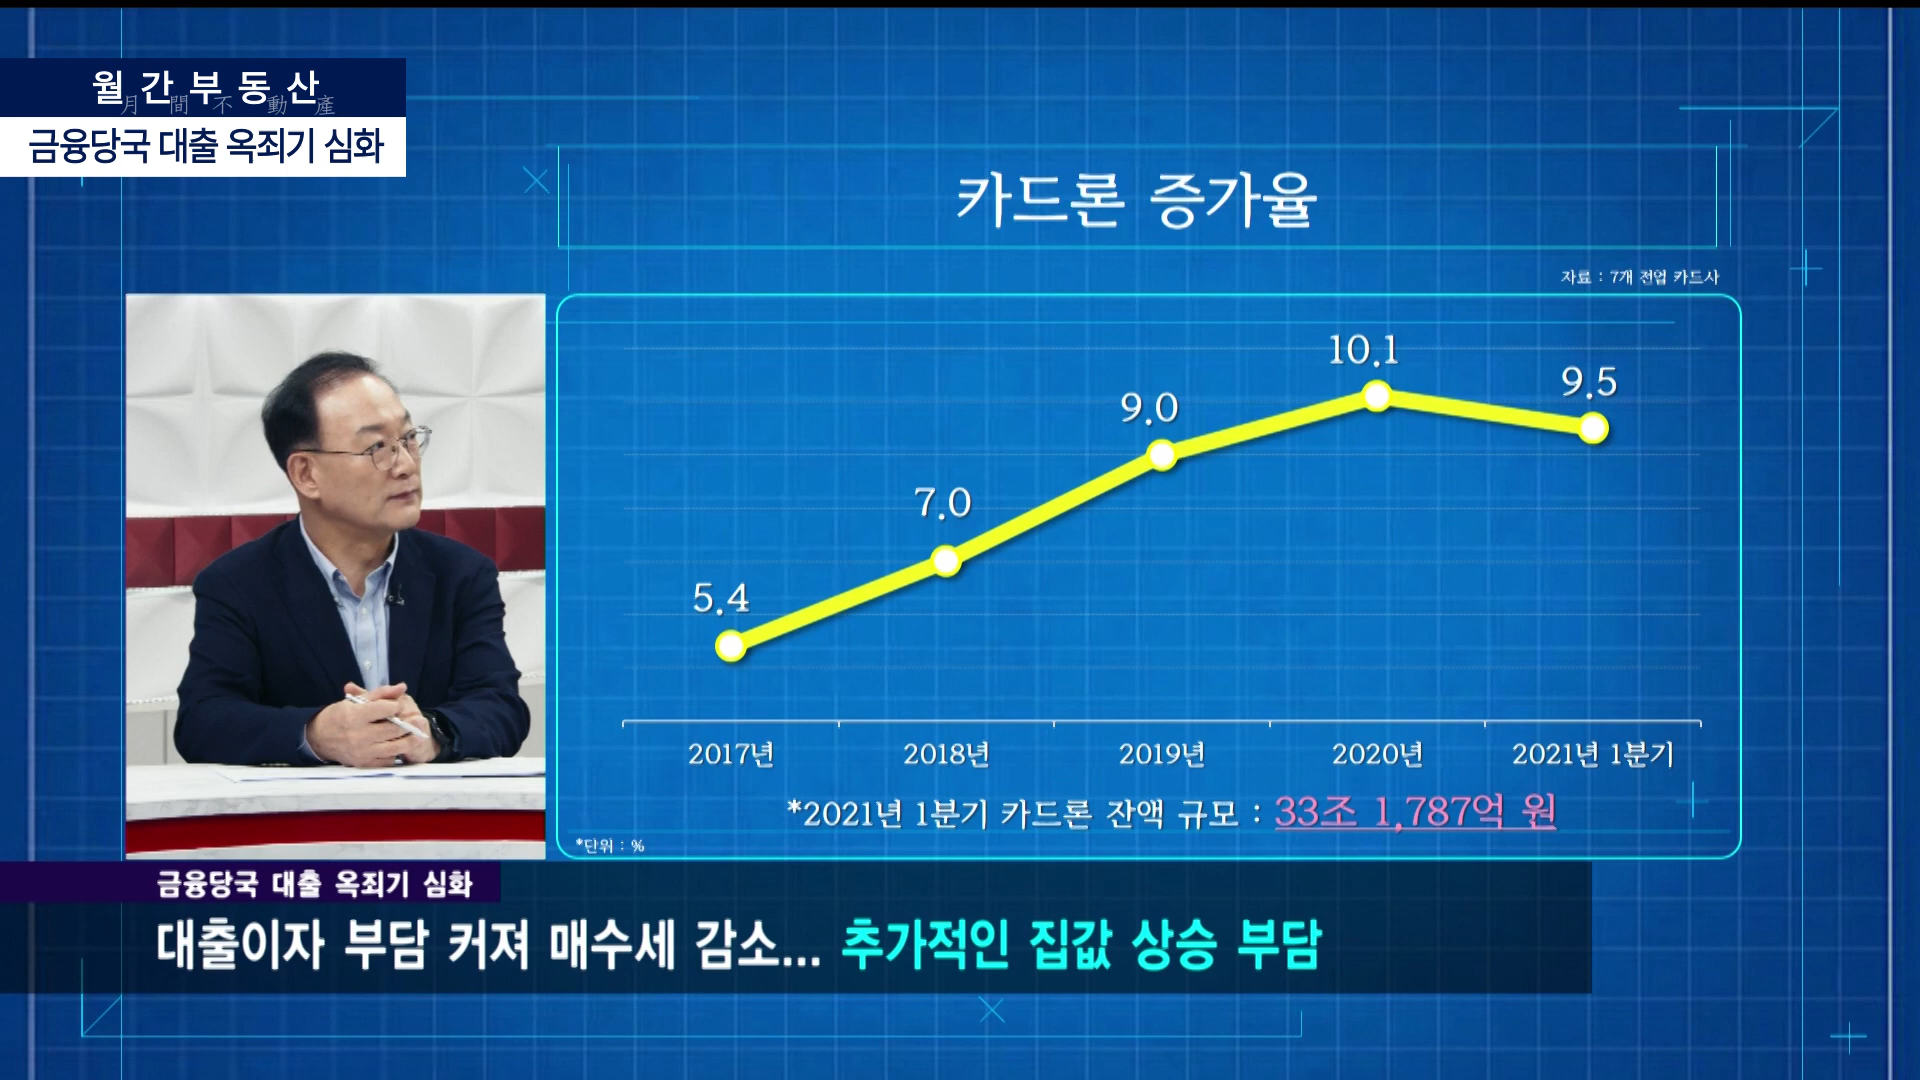 월간부동산
月間不動産
금융당국 대출 옥죄기 심화
카드론 증가율
자료 : 7개 전업 카드사
10.1
9.5
9.0
7.0
5.4
2017년 2018년 2019년 2020년 2021년 1분기
*2021년 1분기 카드론 잔액 규모 : 33조 1,787억 원
*단위 : %
금융당국 대출 옥죄기 심화
대출이자 부담 커져 매수세 감소... 추가적인 집값 상승 부담